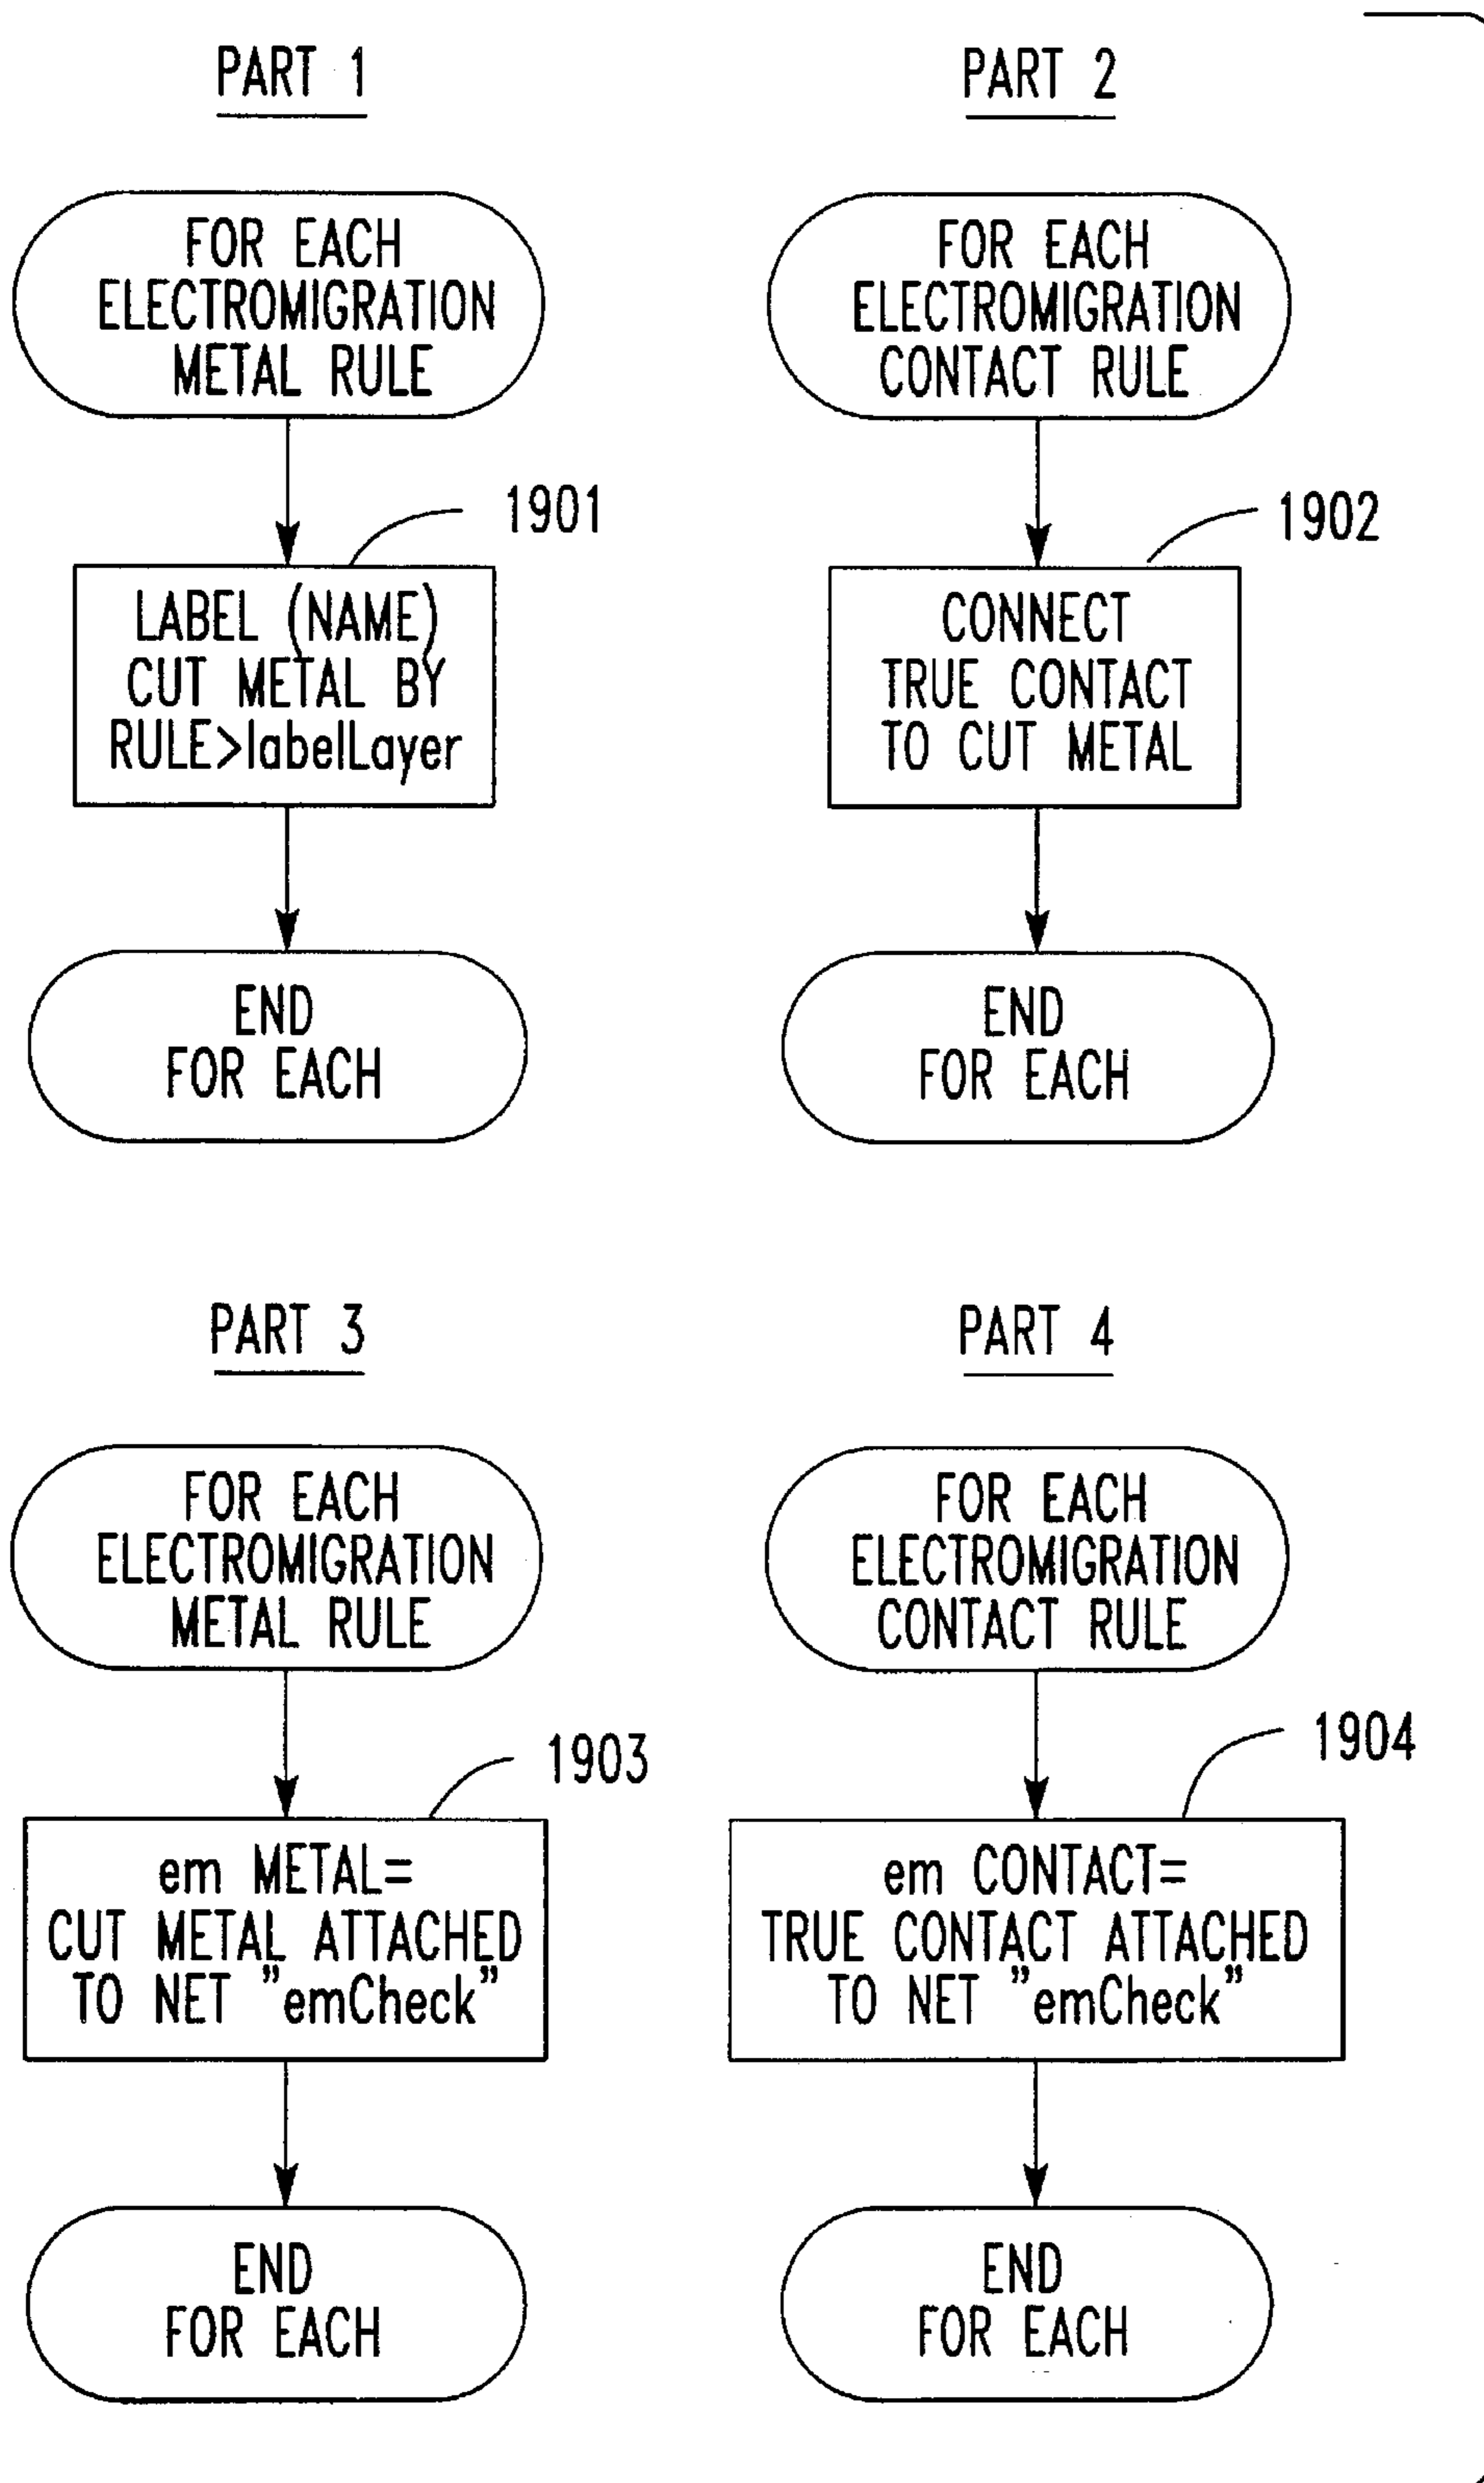 PART 1
FOR EACH
ELECTROMIGRATION
METAL RULE
1901
LABEL (NAME)
CUT METAL BY
RULE>labelLayer
END
FOR EACH
PART 2
FOR EACH
ELECTROMIGRATION
CONTACT RULE
1902
CONNECT
TRUE CONTACT
TO CUT METAL
END
FOR EACH
PART 3
FOR EACH
ELECTROMIGRATION
METAL RULE
1903
em METAL=
CUT METAL ATTACHED
TO NET "emCheck"
END
FOR EACH
PART 4
FOR EACH
ELECTROMIGRATION
CONTACT RULE
1904
em CONTACT=
TRUE CONTACT ATTACHED
TO NET "emCheck"
END
FOR EACH